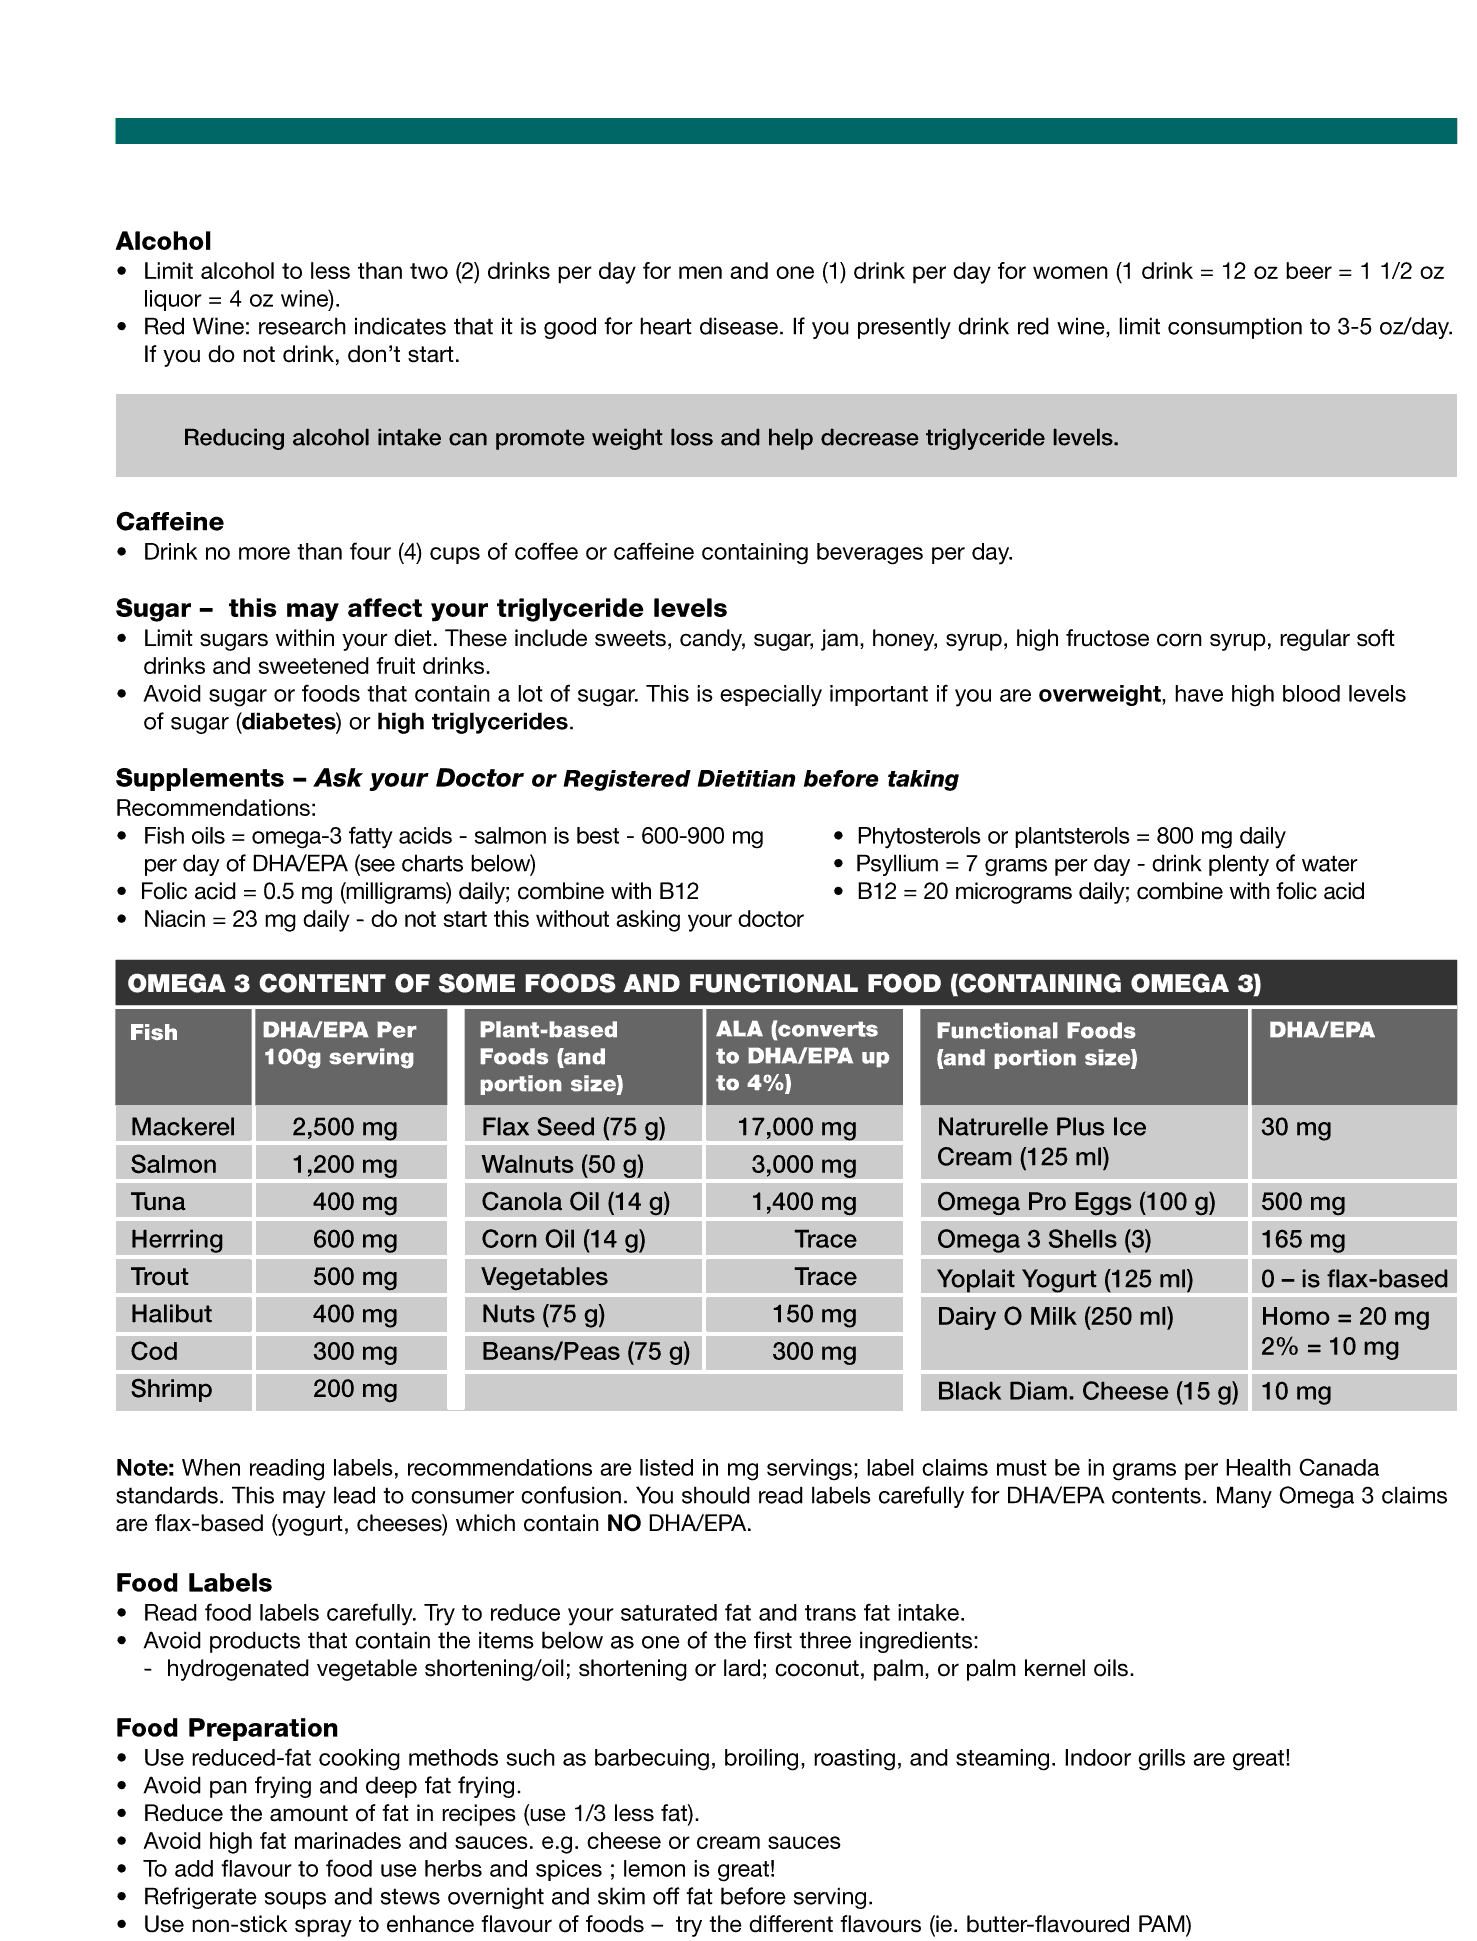 Alcohol
• Limit alcohol to less than two (2) drinks per day for men and one (1) drink per day for women (1 drink = 12 oz beer = 1 1/2 oz
liquor = 4 oz wine).
• Red Wine: research indicates that it is good for heart disease. If you presently drink red wine, limit consumption to 3-5 oz/day.
If you do not drink, don’t start.
Reducing alcohol intake can promote weight loss and help decrease triglyceride levels.
Caffeine
• Drink no more than four (4) cups of coffee or caffeine containing beverages per day.
Sugar – this may affect your triglyceride levels
• Limit sugars within your diet. These include sweets, candy, sugar, jam, honey, syrup, high fructose corn syrup, regular soft
drinks and sweetened fruit drinks.
• Avoid sugar or foods that contain a lot of sugar. This is especially important if you are overweight, have high blood levels
of sugar (diabetes) or high triglycerides.
Supplements – Ask your Doctor or Registered Dietitian before taking
Recommendations:
• Fish oils = omega-3 fatty acids - salmon is best - 600-900 mg
per day of DHA/EPA (see charts below)
• Folic acid = 0.5 mg (milligrams) daily; combine with B12
• Niacin = 23 mg daily - do not start this without asking your doctor
• Phytosterols or plantsterols = 800 mg daily
• Psyllium = 7 grams per day - drink plenty of water
• B12 = 20 micrograms daily; combine with folic acid
OMEGA 3 CONTENT OF SOME FOODS AND FUNCTIONAL FOOD (CONTAINING OMEGA 3)
Fish
DHA/EPA Per
100g serving
Mackerel 2,500 mg
Salmon 1,200 mg
Tuna 400 mg
Herrring 600 mg
Trout 500 mg
Halibut 400 mg
Cod 300 mg
Shrimp 200 mg
Plant-based
Foods (and
portion size)
ALA (converts
to DHA/EPA up
to 4%)
Flax Seed (75 g) 17,000 mg
Walnuts (50 g) 3,000 mg
Canola Oil (14 g) 1,400 mg
Corn Oil (14 g) Trace
Vegetables Trace
Nuts (75 g) 150 mg
Beans/Peas (75 g) 300 mg
Functional Foods
(and portion size)
DHA/EPA
Natrurelle Plus Ice 30 mg
Cream (125 ml)
Omega Pro Eggs (100 g) 500 mg
Omega 3 Shells (3) 165 mg
Yoplait Yogurt (125 ml) 0 – is flax-based
Dairy O Milk (250 ml) Homo = 20 mg
2% = 10 mg
Black Diam. Cheese (15 g) 10 mg
Note: When reading labels, recommendations are listed in mg servings; label claims must be in grams per Health Canada
standards. This may lead to consumer confusion. You should read labels carefully for DHA/EPA contents. Many Omega 3 claims
are flax-based (yogurt, cheeses) which contain NO DHA/EPA.
Food Labels
• Read food labels carefully. Try to reduce your saturated fat and trans fat intake.
• Avoid products that contain the items below as one of the first three ingredients:
- hydrogenated vegetable shortening/oil; shortening or lard; coconut, palm, or palm kernel oils.
Food Preparation
• Use reduced-fat cooking methods such as barbecuing, broiling, roasting, and steaming. Indoor grills are great!
• Avoid pan frying and deep fat frying.
• Reduce the amount of fat in recipes (use 1/3 less fat).
• Avoid high fat marinades and sauces. e.g. cheese or cream sauces
• To add flavour to food use herbs and spices ; lemon is great!
• Refrigerate soups and stews overnight and skim off fat before serving.
• Use non-stick spray to enhance flavour of foods – try the different flavours (ie. butter-flavoured PAM)